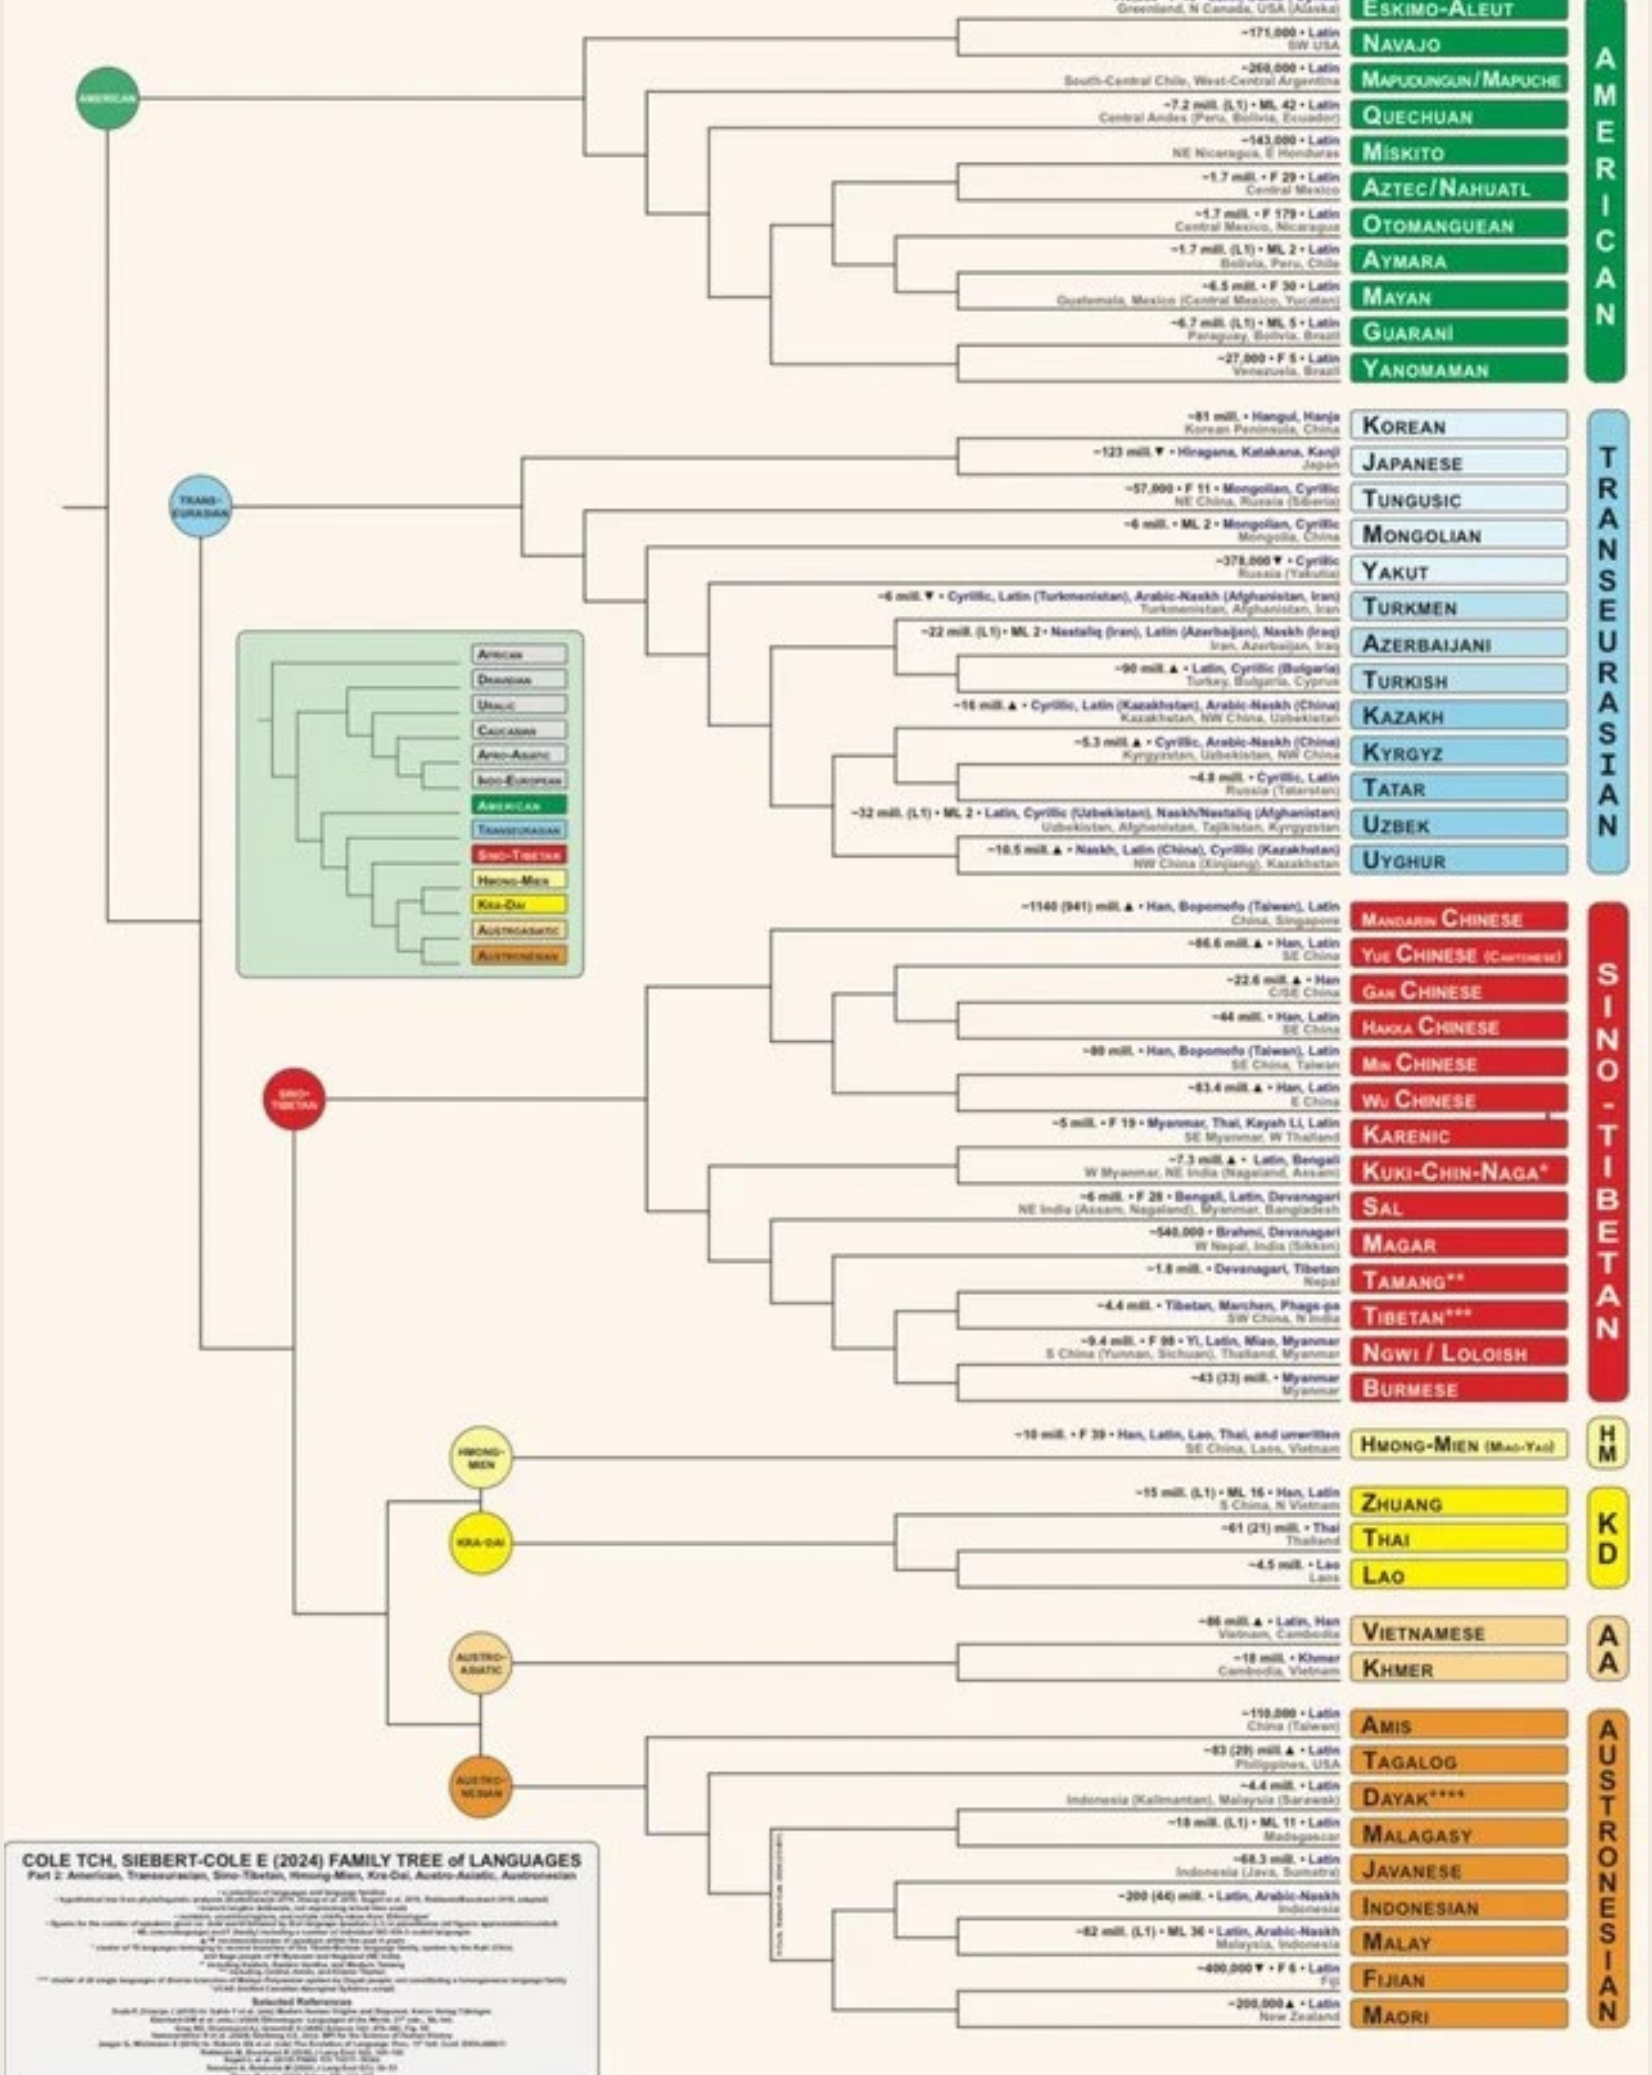 Greenland, N Canada, USA (Alaska)
ESKIMO-ALEUT
~171,000 • Latin
SW USA
NAVAJO
~260,000 • Latin
South-Central Chile, West-Central Argentina
MAPUDUNGUN/MAPUCHE
~7.2 mill. (L1) • ML 42 • Latin
Central Andes (Peru, Bolivia, Ecuador)
QUECHUAN
~143,000 • Latin
NE Nicaragua, E Honduras
MÍSKITO
~1.7 mill. • F 29 • Latin
Central Mexico
AZTEC/NAHUATL
~1.7 mill. • F 179 • Latin
Central Mexico, Nicaragua
OTOMANGUEAN
~1.7 mill. (L1) • ML 2 • Latin
Bolivia, Peru, Chile
AYMARA
~6.5 mill. • F 30 • Latin
Guatemala, Mexico (Central Mexico, Yucatan)
MAYAN
~6.7 mill. (L1) • ML 5 • Latin
Paraguay, Bolivia, Brazil
GUARANÍ
~27,000 • F 5 • Latin
Venezuela, Brazil
YANOMAMAN
AMERICAN
AMERICAN
~81 mill. • Hangul, Hanja
Korean Peninsula, China
KOREAN
~123 mill.▼ • Hiragana, Katakana, Kanji
Japan
JAPANESE
~57,000 • F 11 • Mongolian, Cyrillic
NE China, Russia (Siberia)
TUNGUSIC
~6 mill. • ML 2 • Mongolian, Cyrillic
Mongolia, China
MONGOLIAN
~378,000▼ • Cyrillic
Russia (Yakutia)
YAKUT
~6 mill.▼ • Cyrillic, Latin (Turkmenistan), Arabic-Naskh (Afghanistan, Iran)
Turkmenistan, Afghanistan, Iran
TURKMEN
~22 mill. (L1) • ML 2 • Nastaliq (Iran), Latin (Azerbaijan), Naskh (Iraq)
Iran, Azerbaijan, Iraq
AZERBAIJANI
~90 mill.▲ • Latin, Cyrillic (Bulgaria)
Turkey, Bulgaria, Cyprus
TURKISH
~16 mill.▲ • Cyrillic, Latin (Kazakhstan), Arabic-Naskh (China)
Kazakhstan, NW China, Uzbekistan
KAZAKH
~5.3 mill.▲ • Cyrillic, Arabic-Naskh (China)
Kyrgyzstan, Uzbekistan, NW China
KYRGYZ
~4.8 mill. • Cyrillic, Latin
Russia (Tatarstan)
TATAR
~32 mill. (L1) • ML 2 • Latin, Cyrillic (Uzbekistan), Naskh/Nastaliq (Afghanistan)
Uzbekistan, Afghanistan, Tajikistan, Kyrgyzstan
UZBEK
~10.5 mill.▲ • Naskh, Latin (China), Cyrillic (Kazakhstan)
NW China (Xinjiang), Kazakhstan
UYGHUR
TRANS-
EURASIAN
TRANSEURASIAN
AFRICAN
DRAVIDIAN
URALIC
CAUCASIAN
AFRO-ASIATIC
INDO-EUROPEAN
AMERICAN
TRANSEURASIAN
SINO-TIBETAN
HMONG-MIEN
KRA-DAI
AUSTROASIATIC
AUSTRONESIAN
~1140 (941) mill.▲ • Han, Bopomofo (Taiwan), Latin
China, Singapore
MANDARIN CHINESE
~86.6 mill.▲ • Han, Latin
SE China
YUE CHINESE (CANTONESE)
~22.6 mill.▲ • Han
C/SE China
GAN CHINESE
~44 mill. • Han, Latin
SE China
HAKKA CHINESE
~80 mill. • Han, Bopomofo (Taiwan), Latin
SE China, Taiwan
MIN CHINESE
~83.4 mill.▲ • Han, Latin
E China
WU CHINESE
~5 mill. • F 19 • Myanmar, Thai, Kayah Li, Latin
SE Myanmar, W Thailand
KARENIC
~7.3 mill.▲ • Latin, Bengali
W Myanmar, NE India (Nagaland, Assam)
KUKI-CHIN-NAGA*
~6 mill. • F 28 • Bengali, Latin, Devanagari
NE India (Assam, Nagaland), Myanmar, Bangladesh
SAL
~540,000 • Brahmi, Devanagari
W Nepal, India (Sikkim)
MAGAR
~1.8 mill. • Devanagari, Tibetan
Nepal
TAMANG**
~4.4 mill. • Tibetan, Marchen, Phags-pa
SW China, N India
TIBETAN***
~9.4 mill. • F 98 • Yi, Latin, Miao, Myanmar
S China (Yunnan, Sichuan), Thailand, Myanmar
NGWI / LOLOISH
~43 (33) mill. • Myanmar
Myanmar
BURMESE
SINO-
TIBETAN
SINO-TIBETAN
HMONG-
MIEN
~10 mill. • F 39 • Han, Latin, Lao, Thai, and unwritten
SE China, Laos, Vietnam
HMONG-MIEN (MIAO-YAO)
HM
KRA-DAI
~15 mill. (L1) • ML 16 • Han, Latin
S China, N Vietnam
ZHUANG
~61 (21) mill. • Thai
Thailand
THAI
~4.5 mill. • Lao
Laos
LAO
KD
AUSTRO-
ASIATIC
~86 mill.▲ • Latin, Han
Vietnam, Cambodia
VIETNAMESE
~18 mill. • Khmer
Cambodia, Vietnam
KHMER
AA
AUSTRO-
NESIAN
~110,000 • Latin
China (Taiwan)
AMIS
~83 (29) mill.▲ • Latin
Philippines, USA
TAGALOG
~4.4 mill. • Latin
Indonesia (Kalimantan), Malaysia (Sarawak)
DAYAK****
~18 mill. (L1) • ML 11 • Latin
Madagascar
MALAGASY
~68.3 mill. • Latin
Indonesia (Java, Sumatra)
JAVANESE
~200 (44) mill. • Latin, Arabic-Naskh
Indonesia
INDONESIAN
~82 mill. (L1) • ML 36 • Latin, Arabic-Naskh
Malaysia, Indonesia
MALAY
~400,000▼ • F 6 • Latin
Fiji
FIJIAN
~200,000▲ • Latin
New Zealand
MAORI
AUSTRONESIAN
COLE TCH, SIEBERT-COLE E (2024) FAMILY TREE of LANGUAGES
Part 2: American, Transeurasian, Sino-Tibetan, Hmong-Mien, Kra-Dai, Austro-Asiatic, Austronesian
Selected References